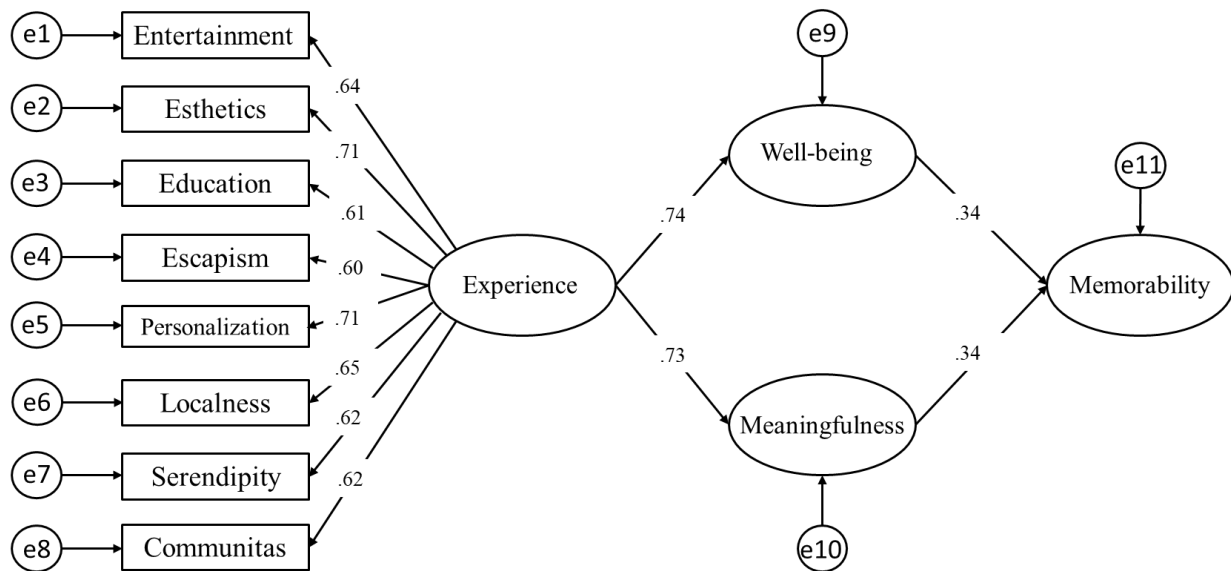 e1
Entertainment
.64
e2
Esthetics
.71
e3
Education
.61
e4
Escapism
.60
e5
Personalization
.71
e6
Localness
.65
e7
Serendipity
.62
e8
Communitas
.62
Experience
.74
.73
e9
Well-being
.34
Meaningfulness
.34
e10
e11
Memorability